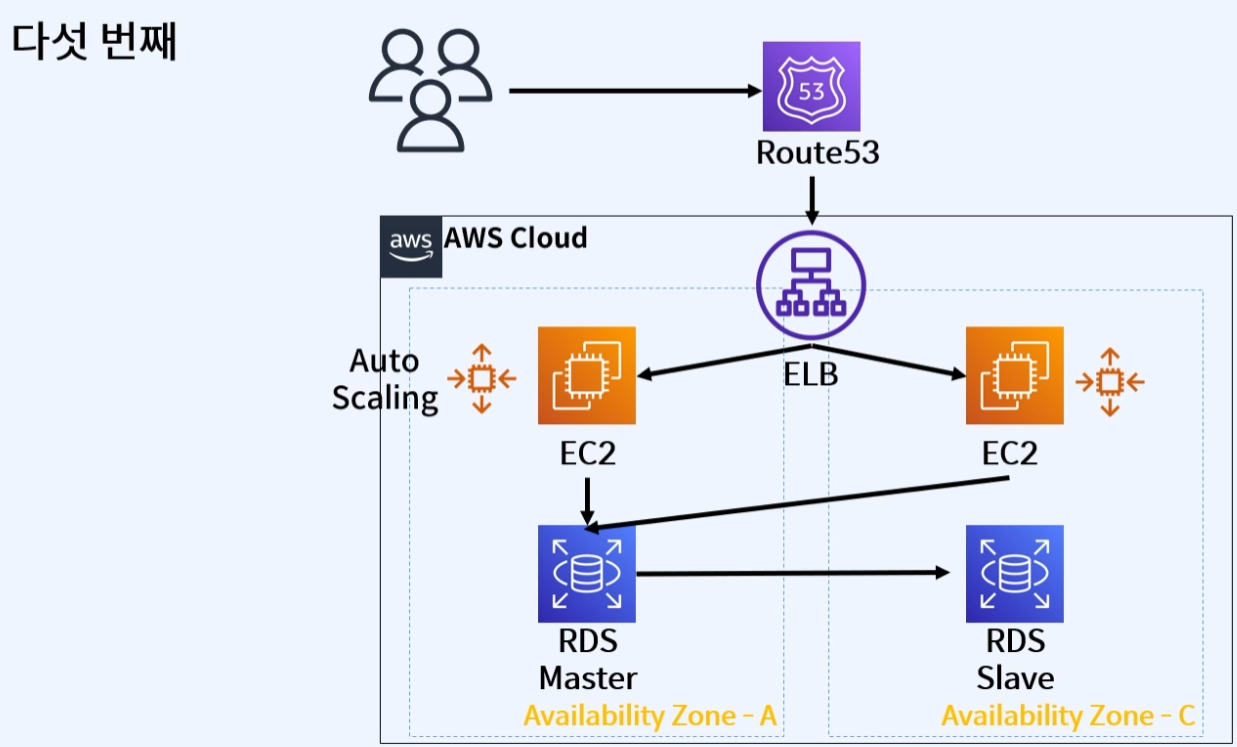 다섯 번째
53
Route53
aws
AWS Cloud
Auto
Scaling
ELB
EC2
EC2
RDS
Master
RDS
Slave
Availability Zone - A
Availability Zone - C